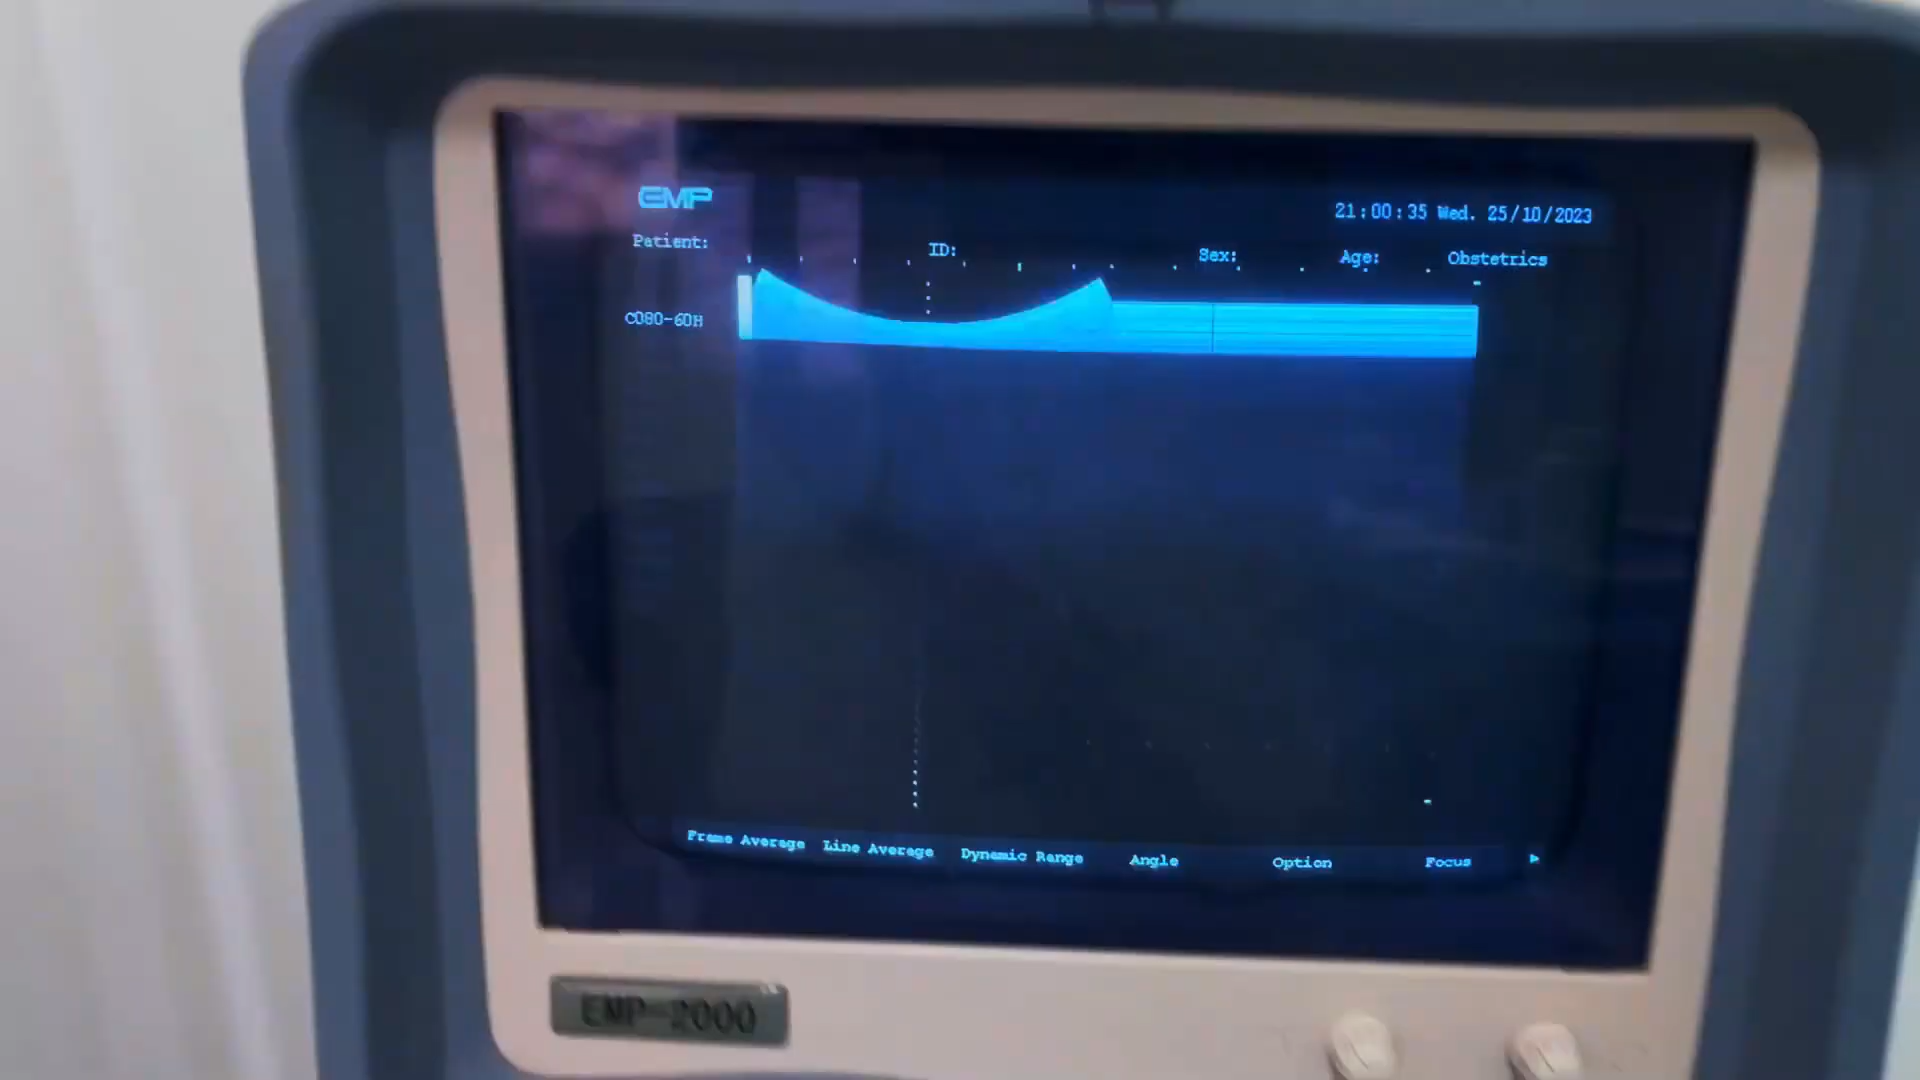 EMP
21:00:35 Wed. 25/10/2023
Patient: ID: Sex: Age: Obstetrics
C080-60H
Frame Average Line Average Dynamic Range Angle Option Focus
EMP-2000